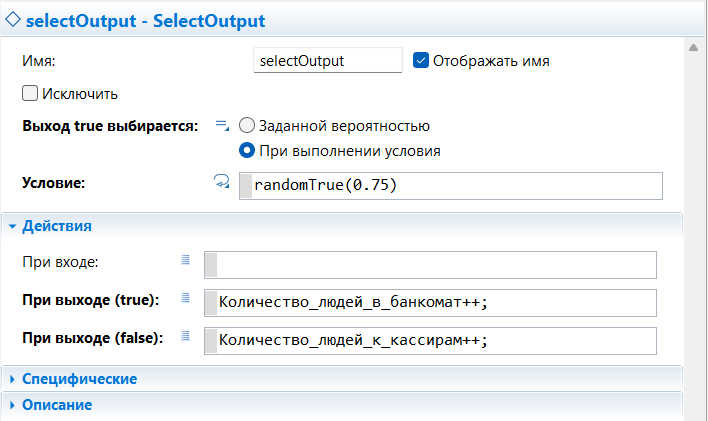 selectOutput - SelectOutput
Имя: selectOutput Отображать имя
Исключить
Выход true выбирается: Заданной вероятностью
При выполнении условия
Условие: randomTrue(0.75)
Действия
При входе:
При выходе (true): Количество_людей_в_банкомат++;
При выходе (false): Количество_людей_к_кассирам++;
Специфические
Описание